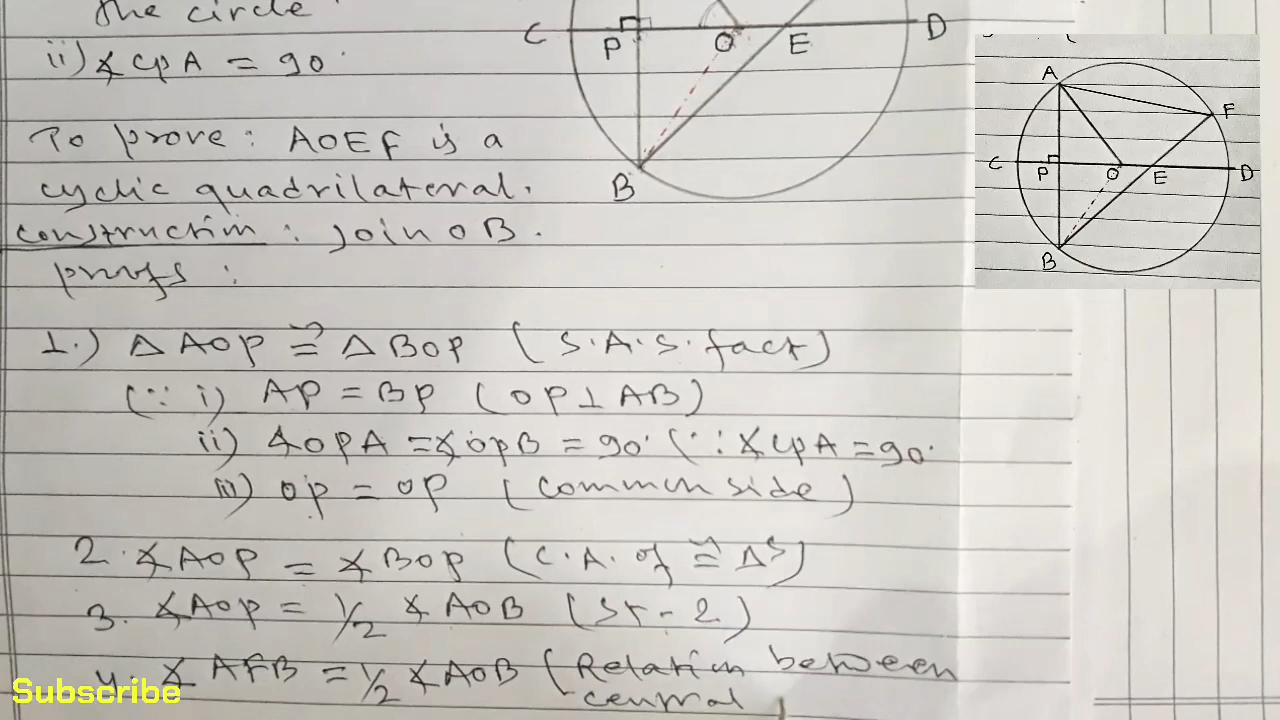 the circle
ii) ∡CPA = 90°
To prove: AOEF is a
cyclic quadrilateral.
construction: Join OB.
proofs:
1.) Δ AOP ≅ Δ BOP (S.A.S. fact)
(∵ i) AP = BP (OP⊥AB)
ii) ∡OPA = ∡OPB = 90° (∵ ∡CPA = 90°
iii) OP = OP (common side)
2. ∡AOP = ∡BOP (C.A. of ≅ Δˢ)
3. ∡AOP = 1/2 ∡AOB (St-2)
4. ∡AFB = 1/2 ∡AOB (Relation between
central
C
P
O
E
D
B
A
F
C
P
O
E
D
B
Subscribe